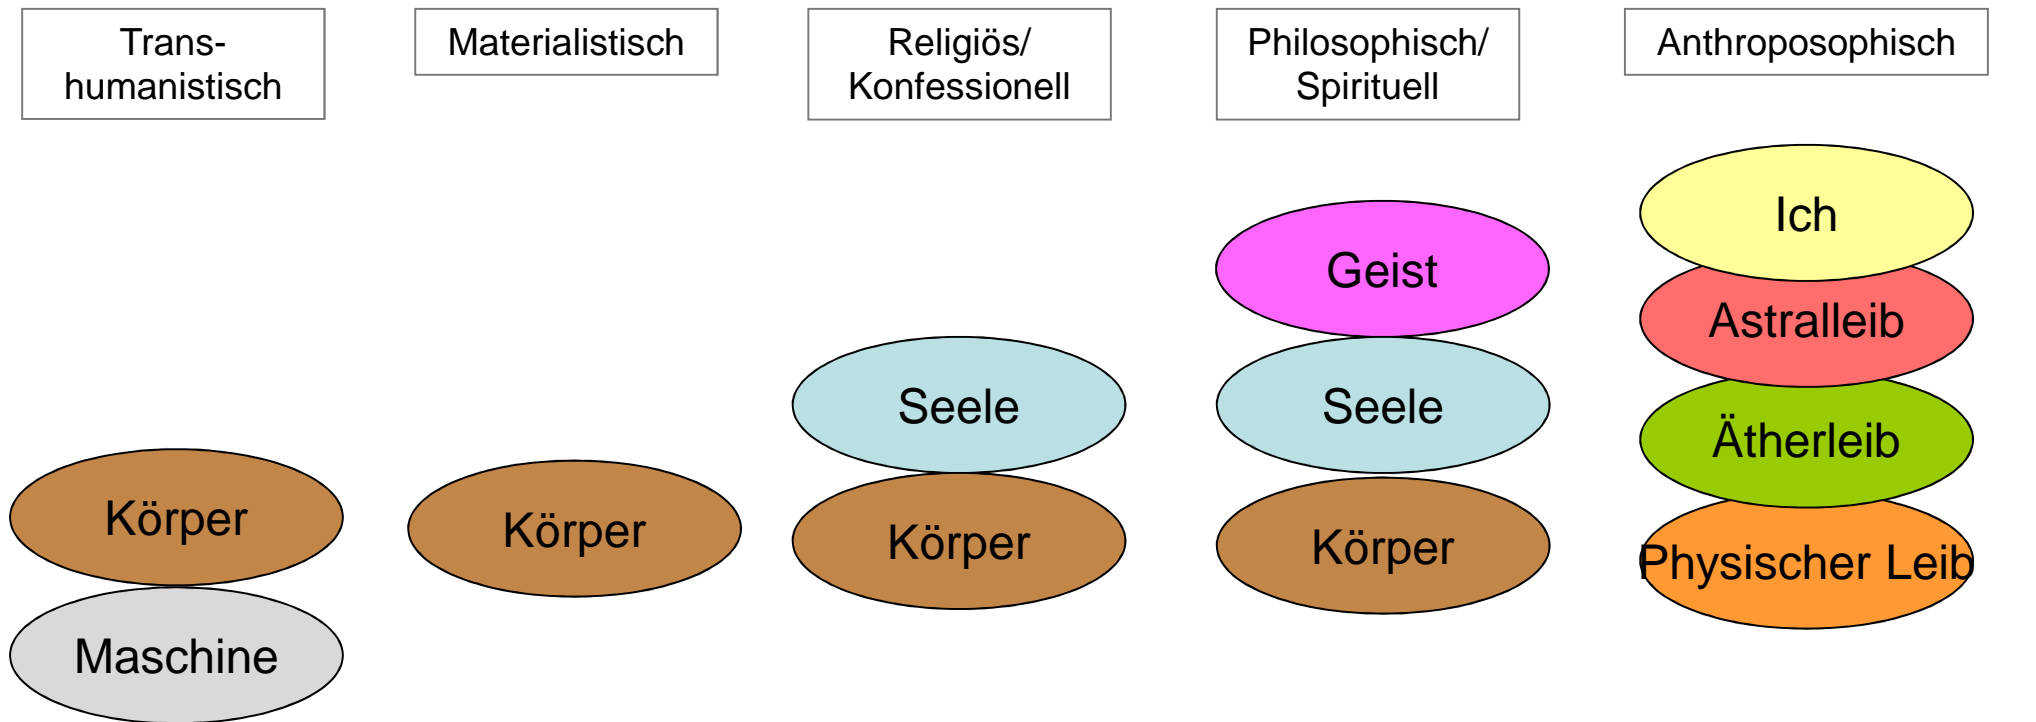 Trans-
humanistisch
Materialistisch
Religiös/
Konfessionell
Philosophisch/
Spirituell
Anthroposophisch
Körper
Maschine
Körper
Seele
Körper
Geist
Seele
Körper
Ich
Astralleib
Ätherleib
Physischer Leib